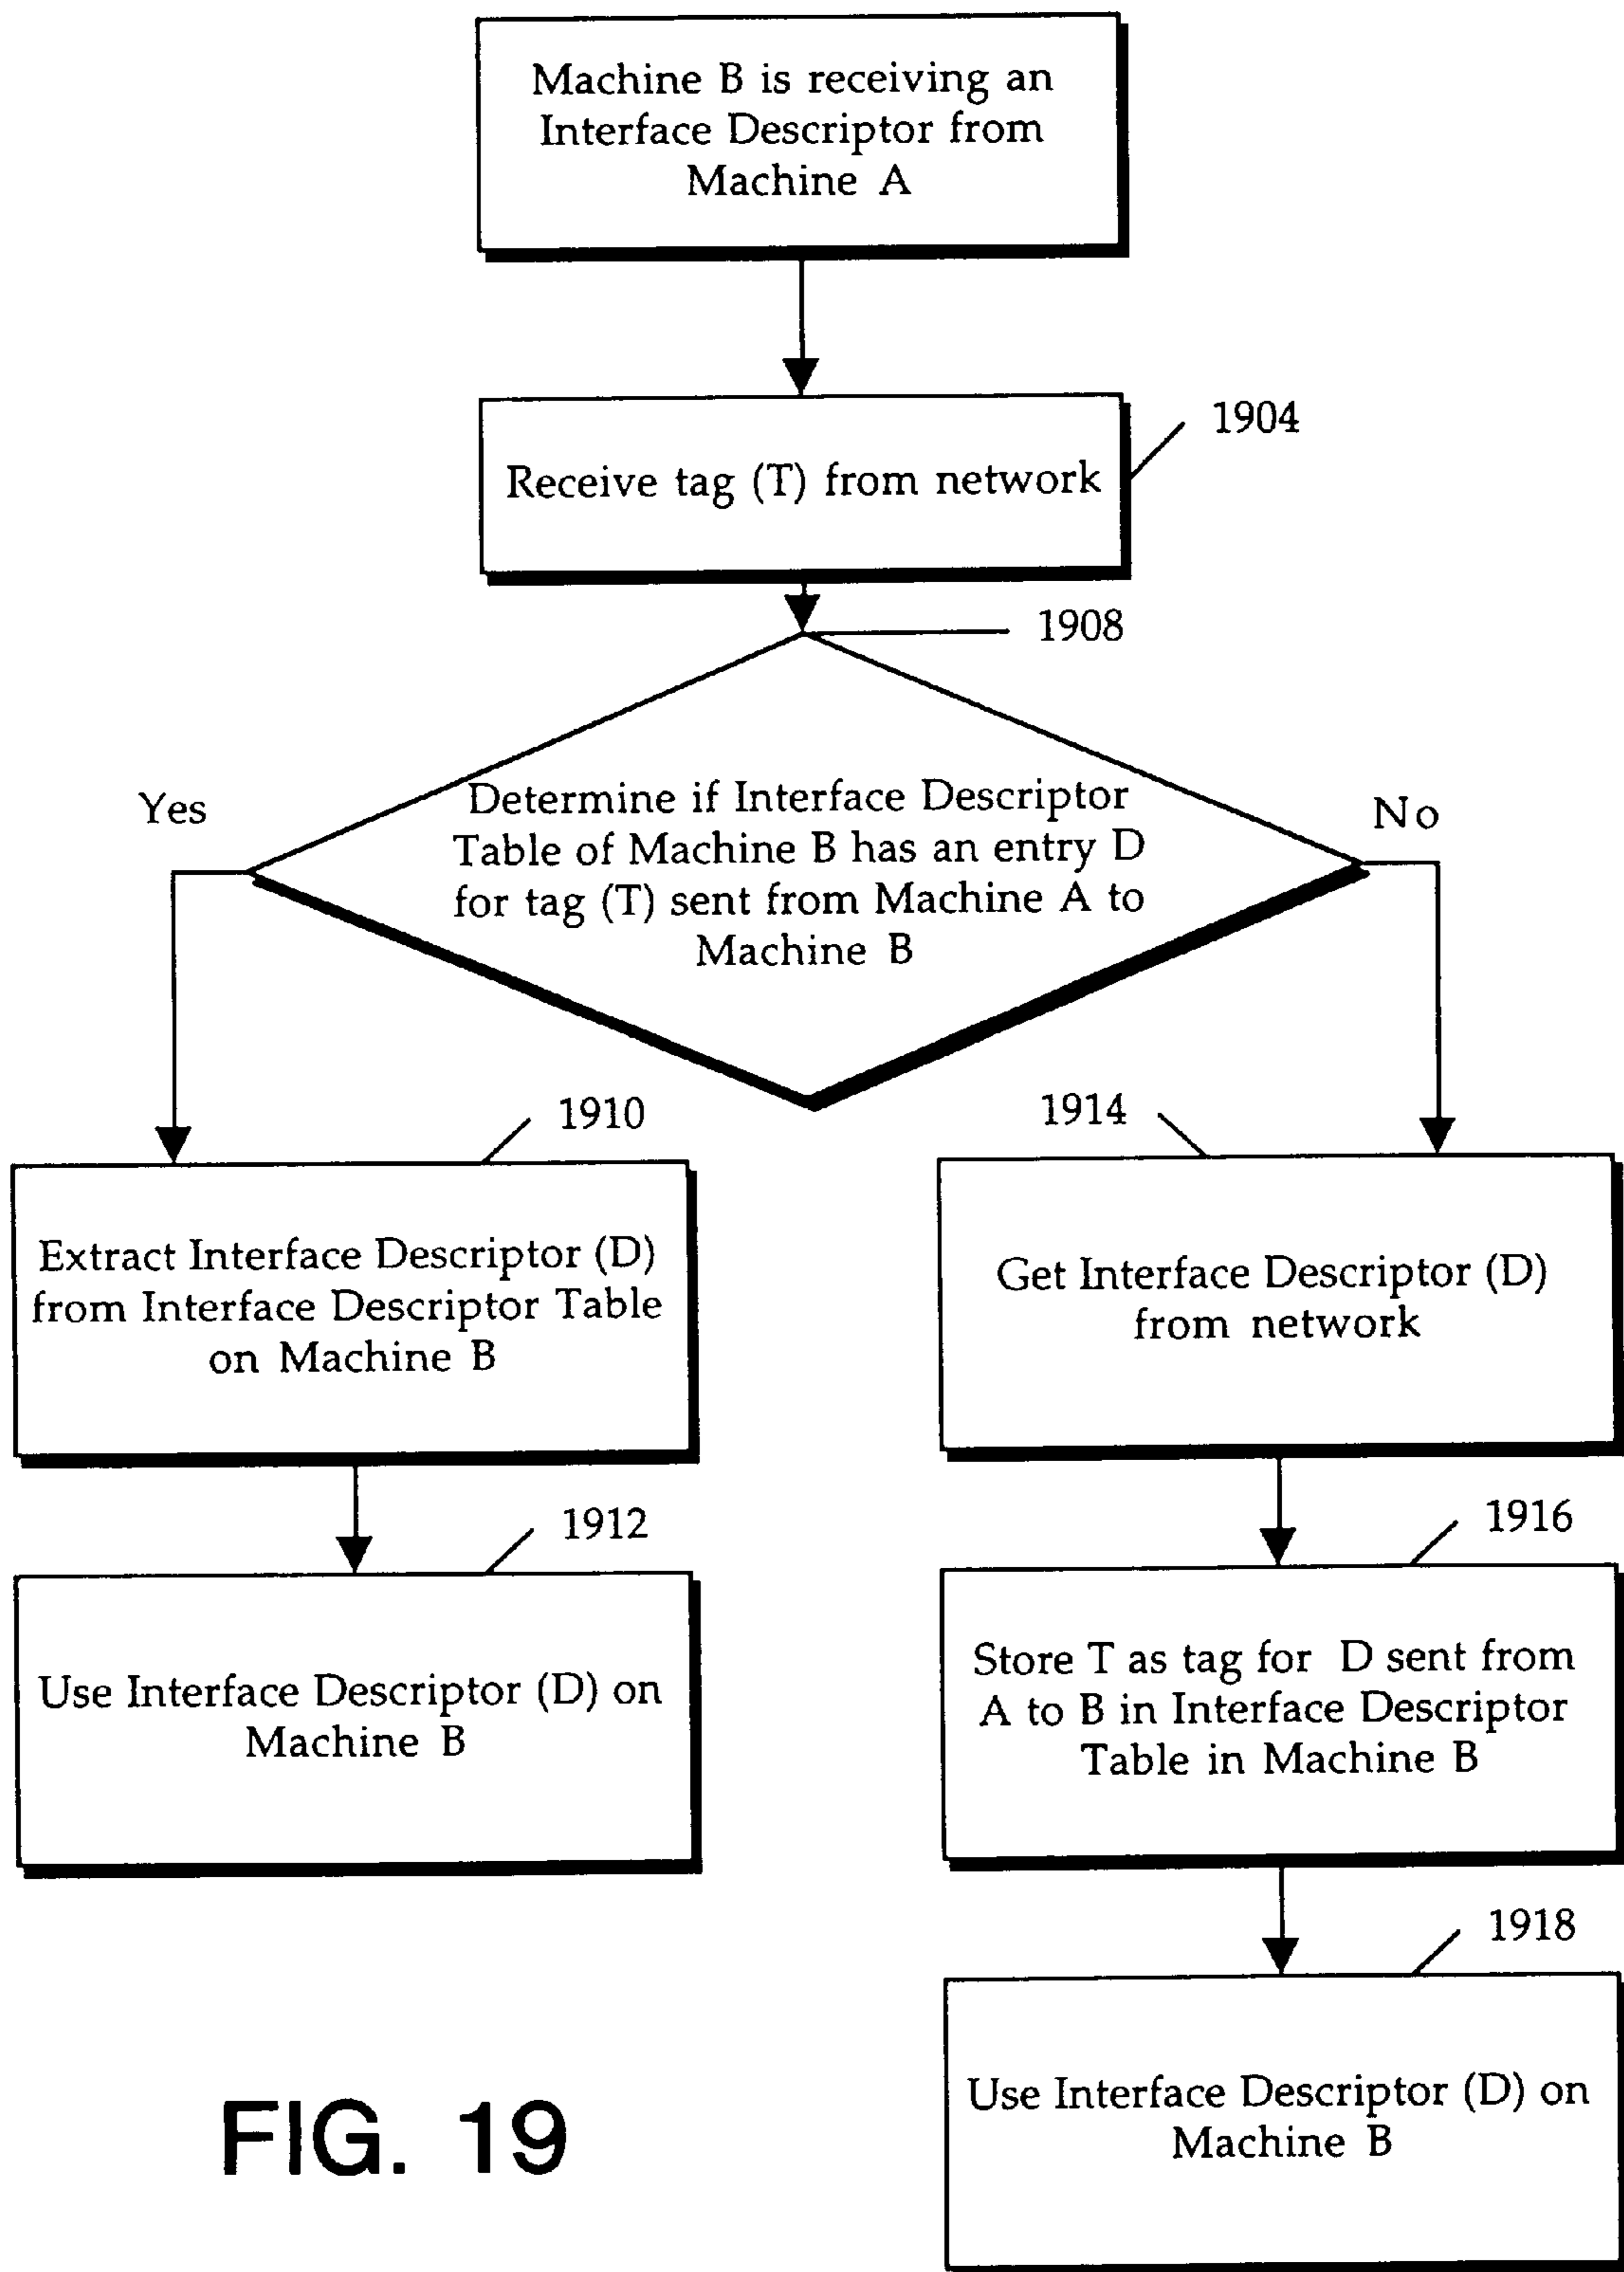 Machine B is receiving an
Interface Descriptor from
Machine A
1904
Receive tag (T) from network
1908
Yes
No
Determine if Interface Descriptor
Table of Machine B has an entry D
for tag (T) sent from Machine A to
Machine B
1910
1914
Extract Interface Descriptor (D)
from Interface Descriptor Table
on Machine B
Get Interface Descriptor (D)
from network
1912
1916
Use Interface Descriptor (D) on
Machine B
Store T as tag for D sent from
A to B in Interface Descriptor
Table in Machine B
1918
Use Interface Descriptor (D) on
Machine B
FIG. 19